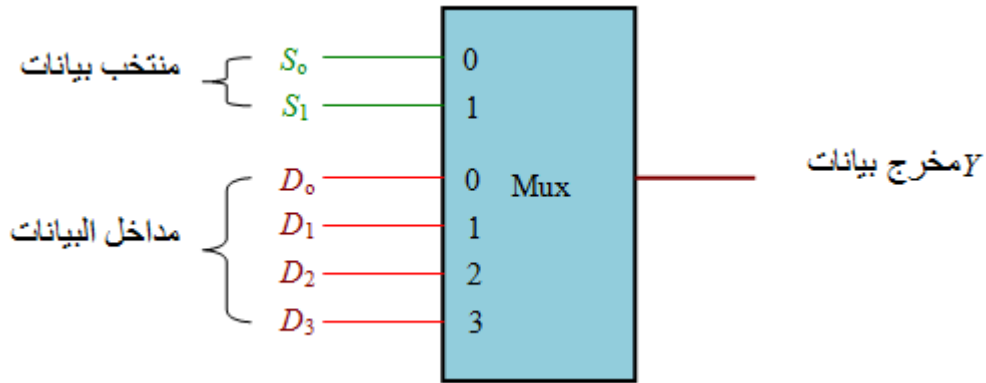 منتخب بيانات
S₀ 0
S₁ 1
مداخل البيانات
D₀ 0
D₁ 1
D₂ 2
D₃ 3
Mux
Y مخرج بيانات